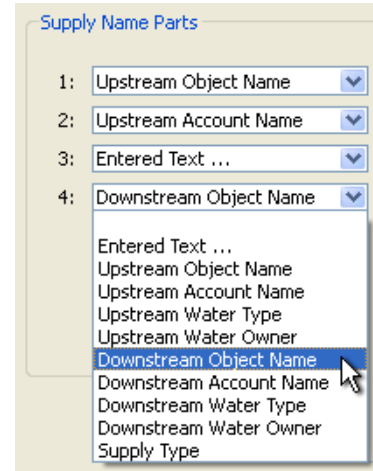 Supply Name Parts
1: Upstream Object Name
2: Upstream Account Name
3: Entered Text ...
4: Downstream Object Name
Entered Text ...
Upstream Object Name
Upstream Account Name
Upstream Water Type
Upstream Water Owner
Downstream Object Name
Downstream Account Name
Downstream Water Type
Downstream Water Owner
Supply Type